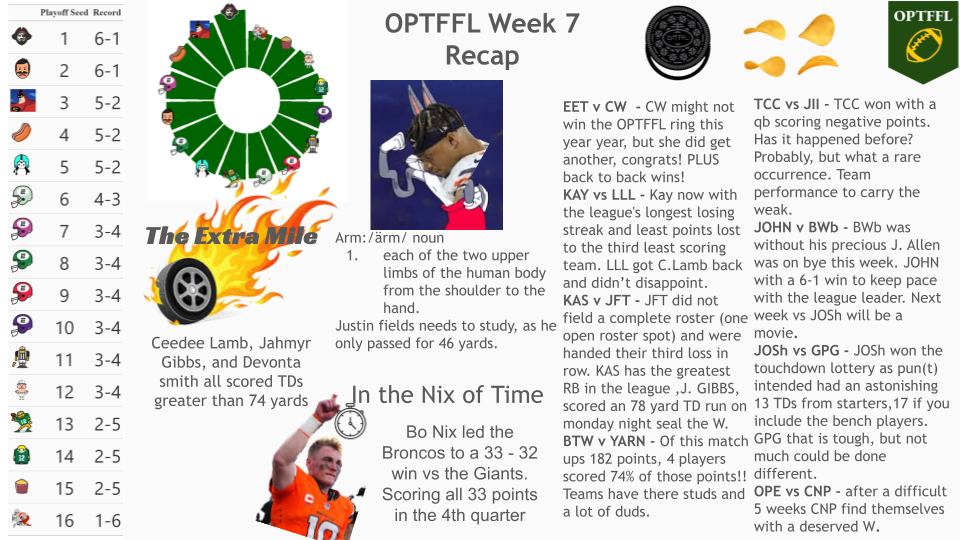 Playoff Seed Record
1 6-1
2 6-1
3 5-2
4 5-2
5 5-2
6 4-3
7 3-4
8 3-4
9 3-4
10 3-4
11 3-4
12 3-4
13 2-5
14 2-5
15 2-5
16 1-6
OPTFFL Week 7
Recap
OPTFFL
The Extra Mile
Ceedee Lamb, Jahmyr
Gibbs, and Devonta
smith all scored TDs
greater than 74 yards
Arm:/ärm/ noun
1. each of the two upper
limbs of the human body
from the shoulder to the
hand.
Justin fields needs to study, as he
only passed for 46 yards.
In the Nix of Time
Bo Nix led the
Broncos to a 33 - 32
win vs the Giants.
Scoring all 33 points
in the 4th quarter
EET v CW - CW might not
win the OPTFFL ring this
year year, but she did get
another, congrats! PLUS
back to back wins!
KAY vs LLL - Kay now with
the league's longest losing
streak and least points lost
to the third least scoring
team. LLL got C.Lamb back
and didn’t disappoint.
KAS v JFT - JFT did not
field a complete roster (one
open roster spot) and were
handed their third loss in
row. KAS has the greatest
RB in the league ,J. GIBBS,
scored an 78 yard TD run on
monday night seal the W.
BTW v YARN - Of this match
ups 182 points, 4 players
scored 74% of those points!!
Teams have there studs and
a lot of duds.
TCC vs JII - TCC won with a
qb scoring negative points.
Has it happened before?
Probably, but what a rare
occurrence. Team
performance to carry the
weak.
JOHN v BWb - BWb was
without his precious J. Allen
was on bye this week. JOHN
with a 6-1 win to keep pace
with the league leader. Next
week vs JOSh will be a
movie.
JOSh vs GPG - JOSh won the
touchdown lottery as pun(t)
intended had an astonishing
13 TDs from starters,17 if you
include the bench players.
GPG that is tough, but not
much could be done
different.
OPE vs CNP - after a difficult
5 weeks CNP find themselves
with a deserved W.